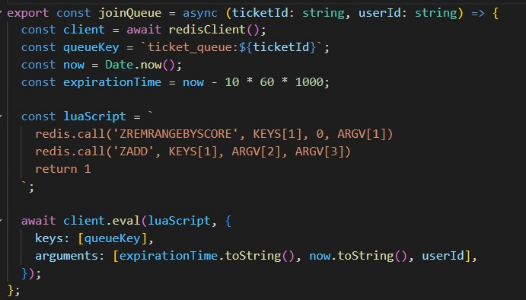 export const joinQueue = async (ticketId: string, userId: string) => {
  const client = await redisClient();
  const queueKey = `ticket_queue:${ticketId}`;
  const now = Date.now();
  const expirationTime = now - 10 * 60 * 1000;

  const luaScript = `
    redis.call('ZREMRANGEBYSCORE', KEYS[1], 0, ARGV[1])
    redis.call('ZADD', KEYS[1], ARGV[2], ARGV[3])
    return 1
  `;

  await client.eval(luaScript, {
    keys: [queueKey],
    arguments: [expirationTime.toString(), now.toString(), userId],
  });
};